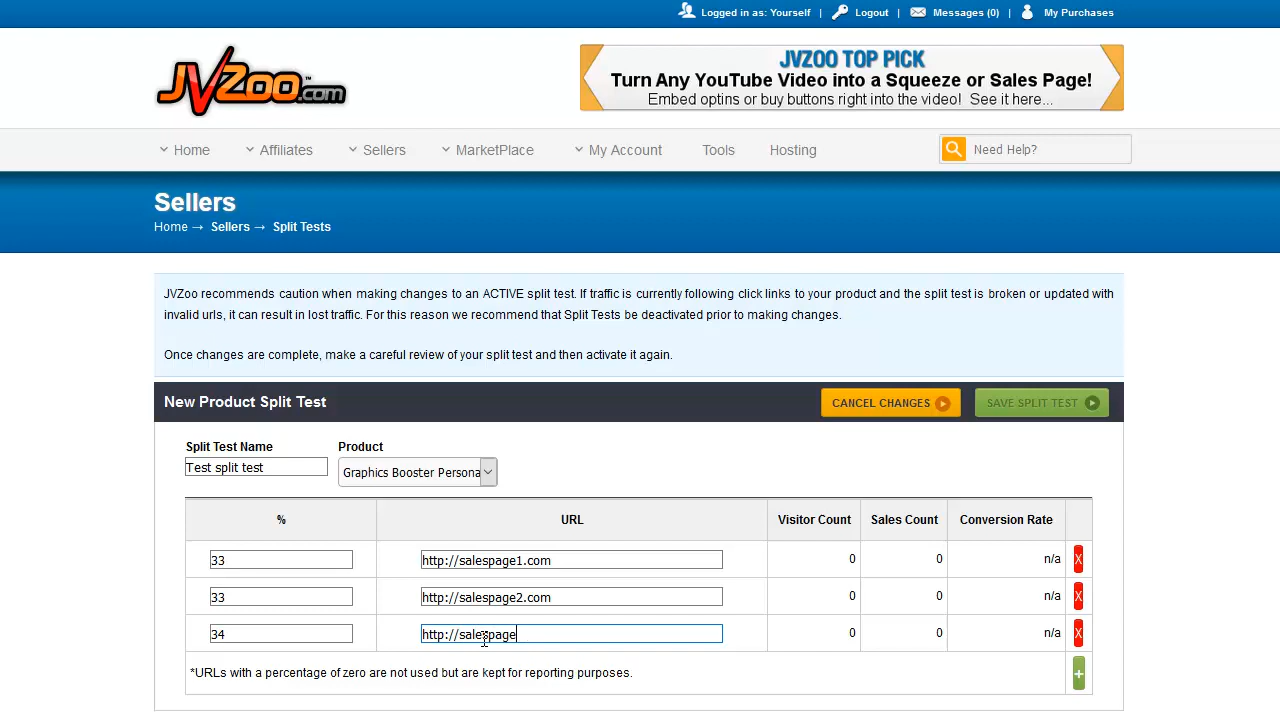 Logged in as: Yourself | Logout | Messages (0) | My Purchases
JVZoo.com™
JVZOO TOP PICK
Turn Any YouTube Video into a Squeeze or Sales Page!
Embed optins or buy buttons right into the video! See it here...
Home Affiliates Sellers MarketPlace My Account Tools Hosting Need Help?
Sellers
Home → Sellers → Split Tests
JVZoo recommends caution when making changes to an ACTIVE split test. If traffic is currently following click links to your product and the split test is broken or updated with
invalid urls, it can result in lost traffic. For this reason we recommend that Split Tests be deactivated prior to making changes.
Once changes are complete, make a careful review of your split test and then activate it again.
New Product Split Test CANCEL CHANGES SAVE SPLIT TEST
Split Test Name Product
Test split test Graphics Booster Persona
% URL Visitor Count Sales Count Conversion Rate
33 http://salespage1.com 0 0 n/a X
33 http://salespage2.com 0 0 n/a X
34 http://salespage 0 0 n/a X
*URLs with a percentage of zero are not used but are kept for reporting purposes. +